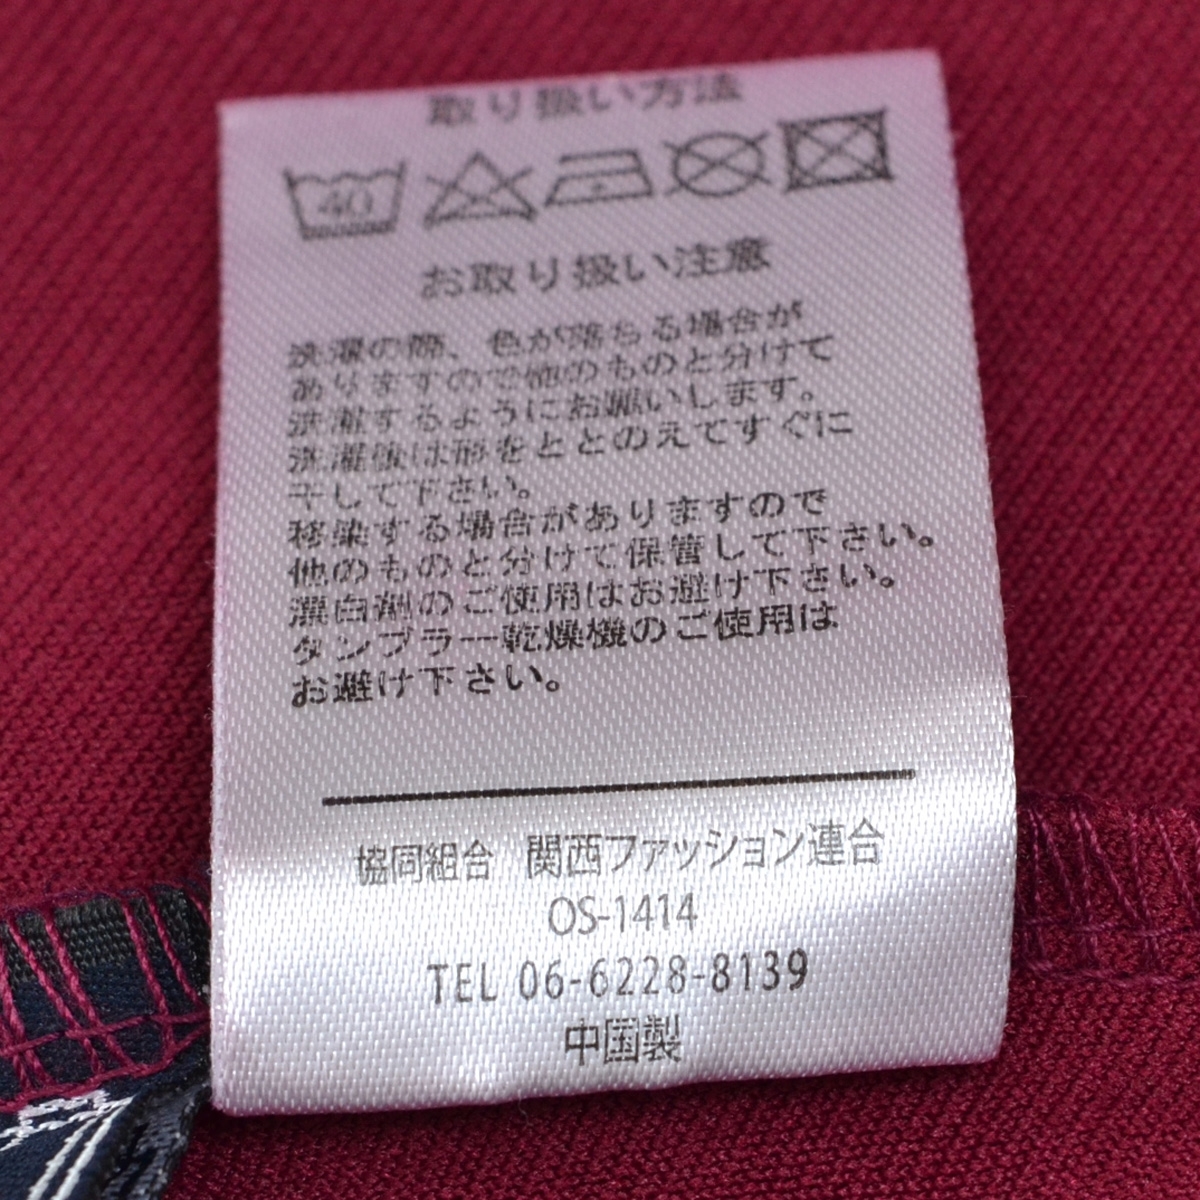 取り扱い方法
40
お取り扱い注意
洗濯の際、色が落ちる場合が
ありますので他のものと分けて
洗濯するようにお願いします。
洗濯後は形をととのえてすぐに
干して下さい。
移染する場合がありますので
他のものと分けて保管して下さい。
漂白剤のご使用はお避け下さい。
タンブラー乾燥機のご使用は
お避け下さい。
協同組合 関西ファッション連合
OS-1414
TEL 06-6228-8139
中国製